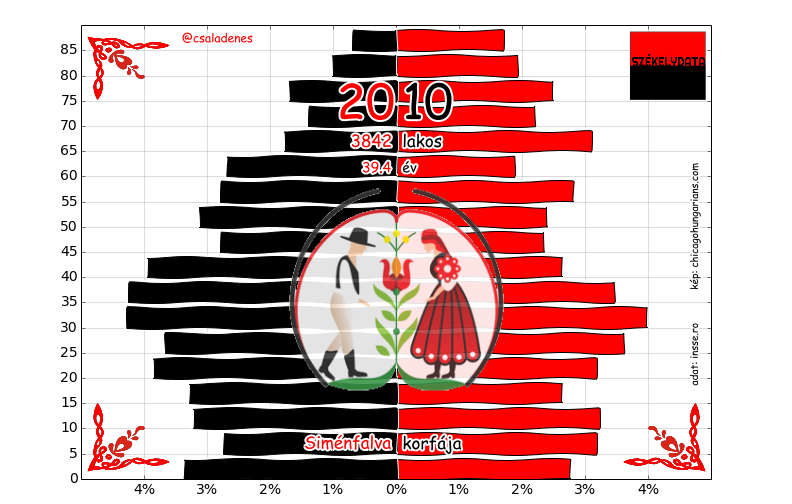 @csaladenes
SZÉKELYDATA
2010
3842 lakos
39.4 év
kép: chicagohungarians.com
adat: insse.ro
Siménfalva korfája
85
80
75
70
65
60
55
50
45
40
35
30
25
20
15
10
5
0
4% 3% 2% 1% 0% 1% 2% 3% 4%